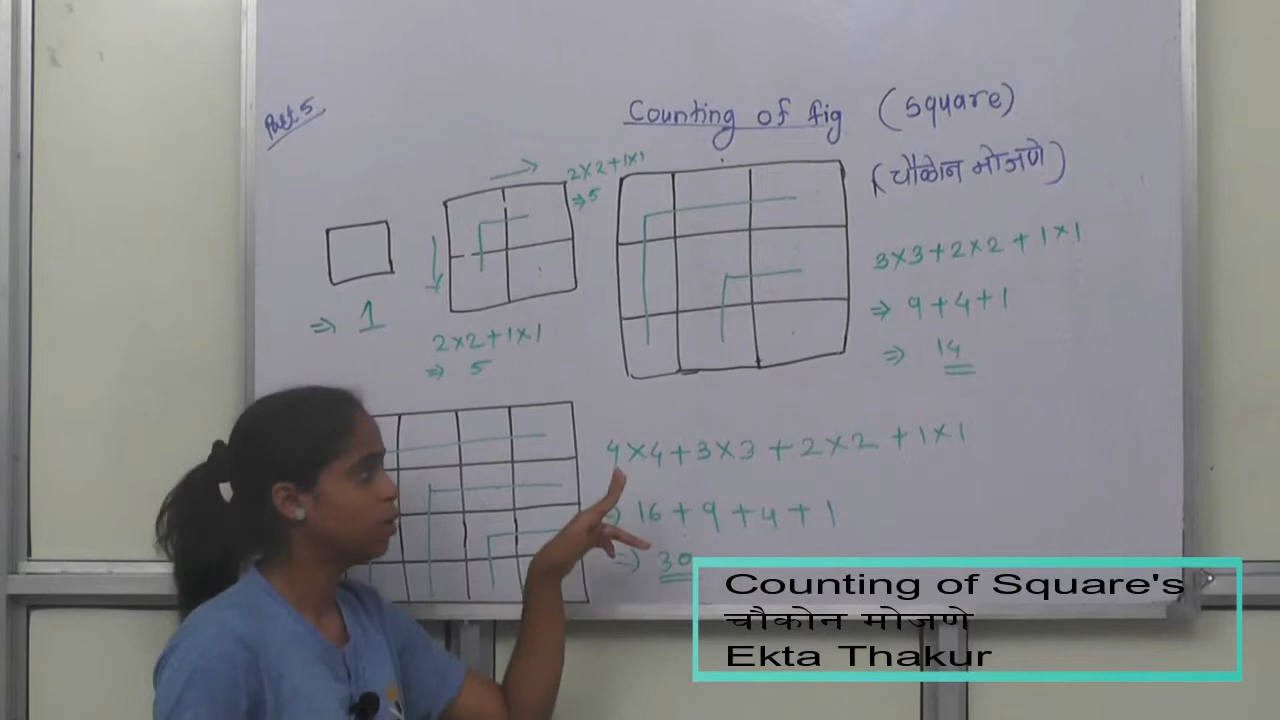 Part 5
Counting of fig (Square)
(चौकोन मोजणे)
2×2+1×1
⇒ 5
⇒ 1
2×2+1×1
⇒ 5
3×3+2×2+1×1
⇒ 9+4+1
⇒ 14
4×4+3×3+2×2+1×1
⇒ 16+9+4+1
⇒ 30
Counting of Square's
चौकोन मोजणे
Ekta Thakur